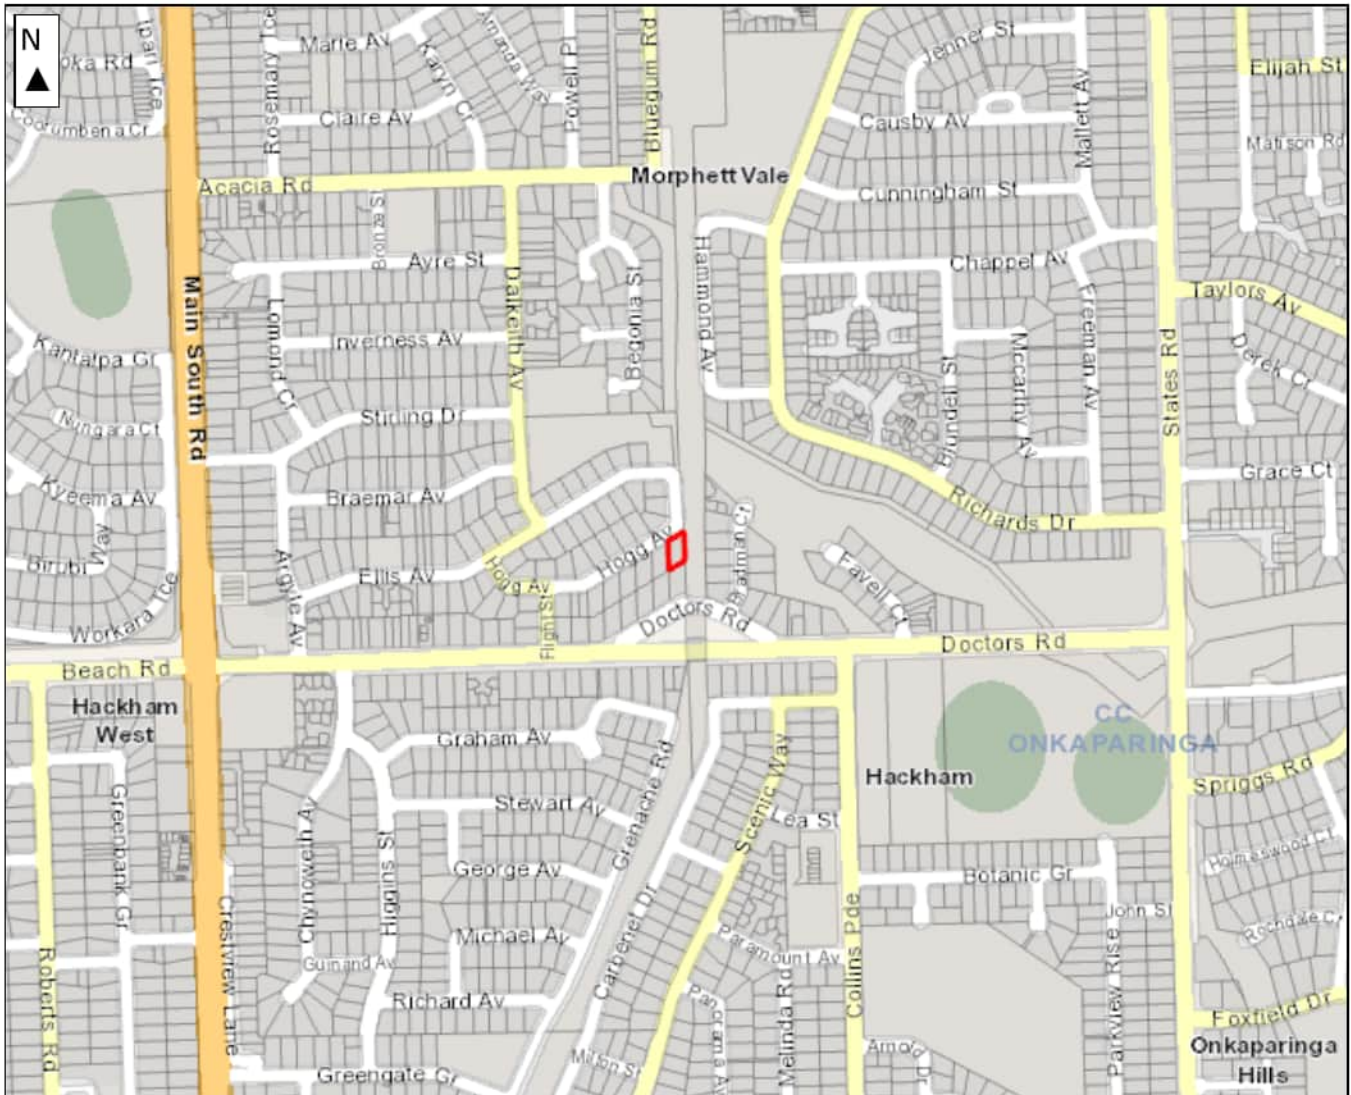 N
oka Rd
Rosemary Tce
Marie Av
Karyn Cr
Amanda Way
Powell Pl
Bluegum Rd
Jenner St
Elijah St
Coorumbena Cr
Claire Av
Causby Av
Mallett Av
Matison Rd
Acacia Rd
Morphett Vale
Cunningham St
Bronze St
Ayre St
Dalkeith Av
Begonia St
Hammond Av
Chappel Av
Freeman Av
Taylors Av
Main South Rd
Lomond Cr
Inverness Av
Kantalpa Gr
Mccarthy Av
Blundell St
States Rd
Derek Cr
Stirling Dr
Nungara Ct
Kyeema Av
Braemar Av
Richards Dr
Grace Ct
Way
Birubi
Argyle Av
Ellis Av
Hogg Av
Hogg Av
Favell Ct
Flight St
Workara Tce
Doctors Rd
Doctors Rd
Beach Rd
Hackham
West
Graham Av
Grenache Rd
Scenic Way
CC
ONKAPARINGA
Hackham
Spriggs Rd
Greenbank Gr
Chynoweth Av
Higgins St
Stewart Av
Lea St
George Av
Botanic Gr
Holmeswood Ct
John St
Rochdale Cr
Roberts Rd
Crestview Lane
Michael Av
Guinand Av
Carbenet Dr
Paramount Av
Collins Pde
Parkview Rise
Richard Av
Panorama Av
Melinda Rd
Foxfield Dr
Greengate Gr
Milton St
Arnold Dr
Onkaparinga
Hills